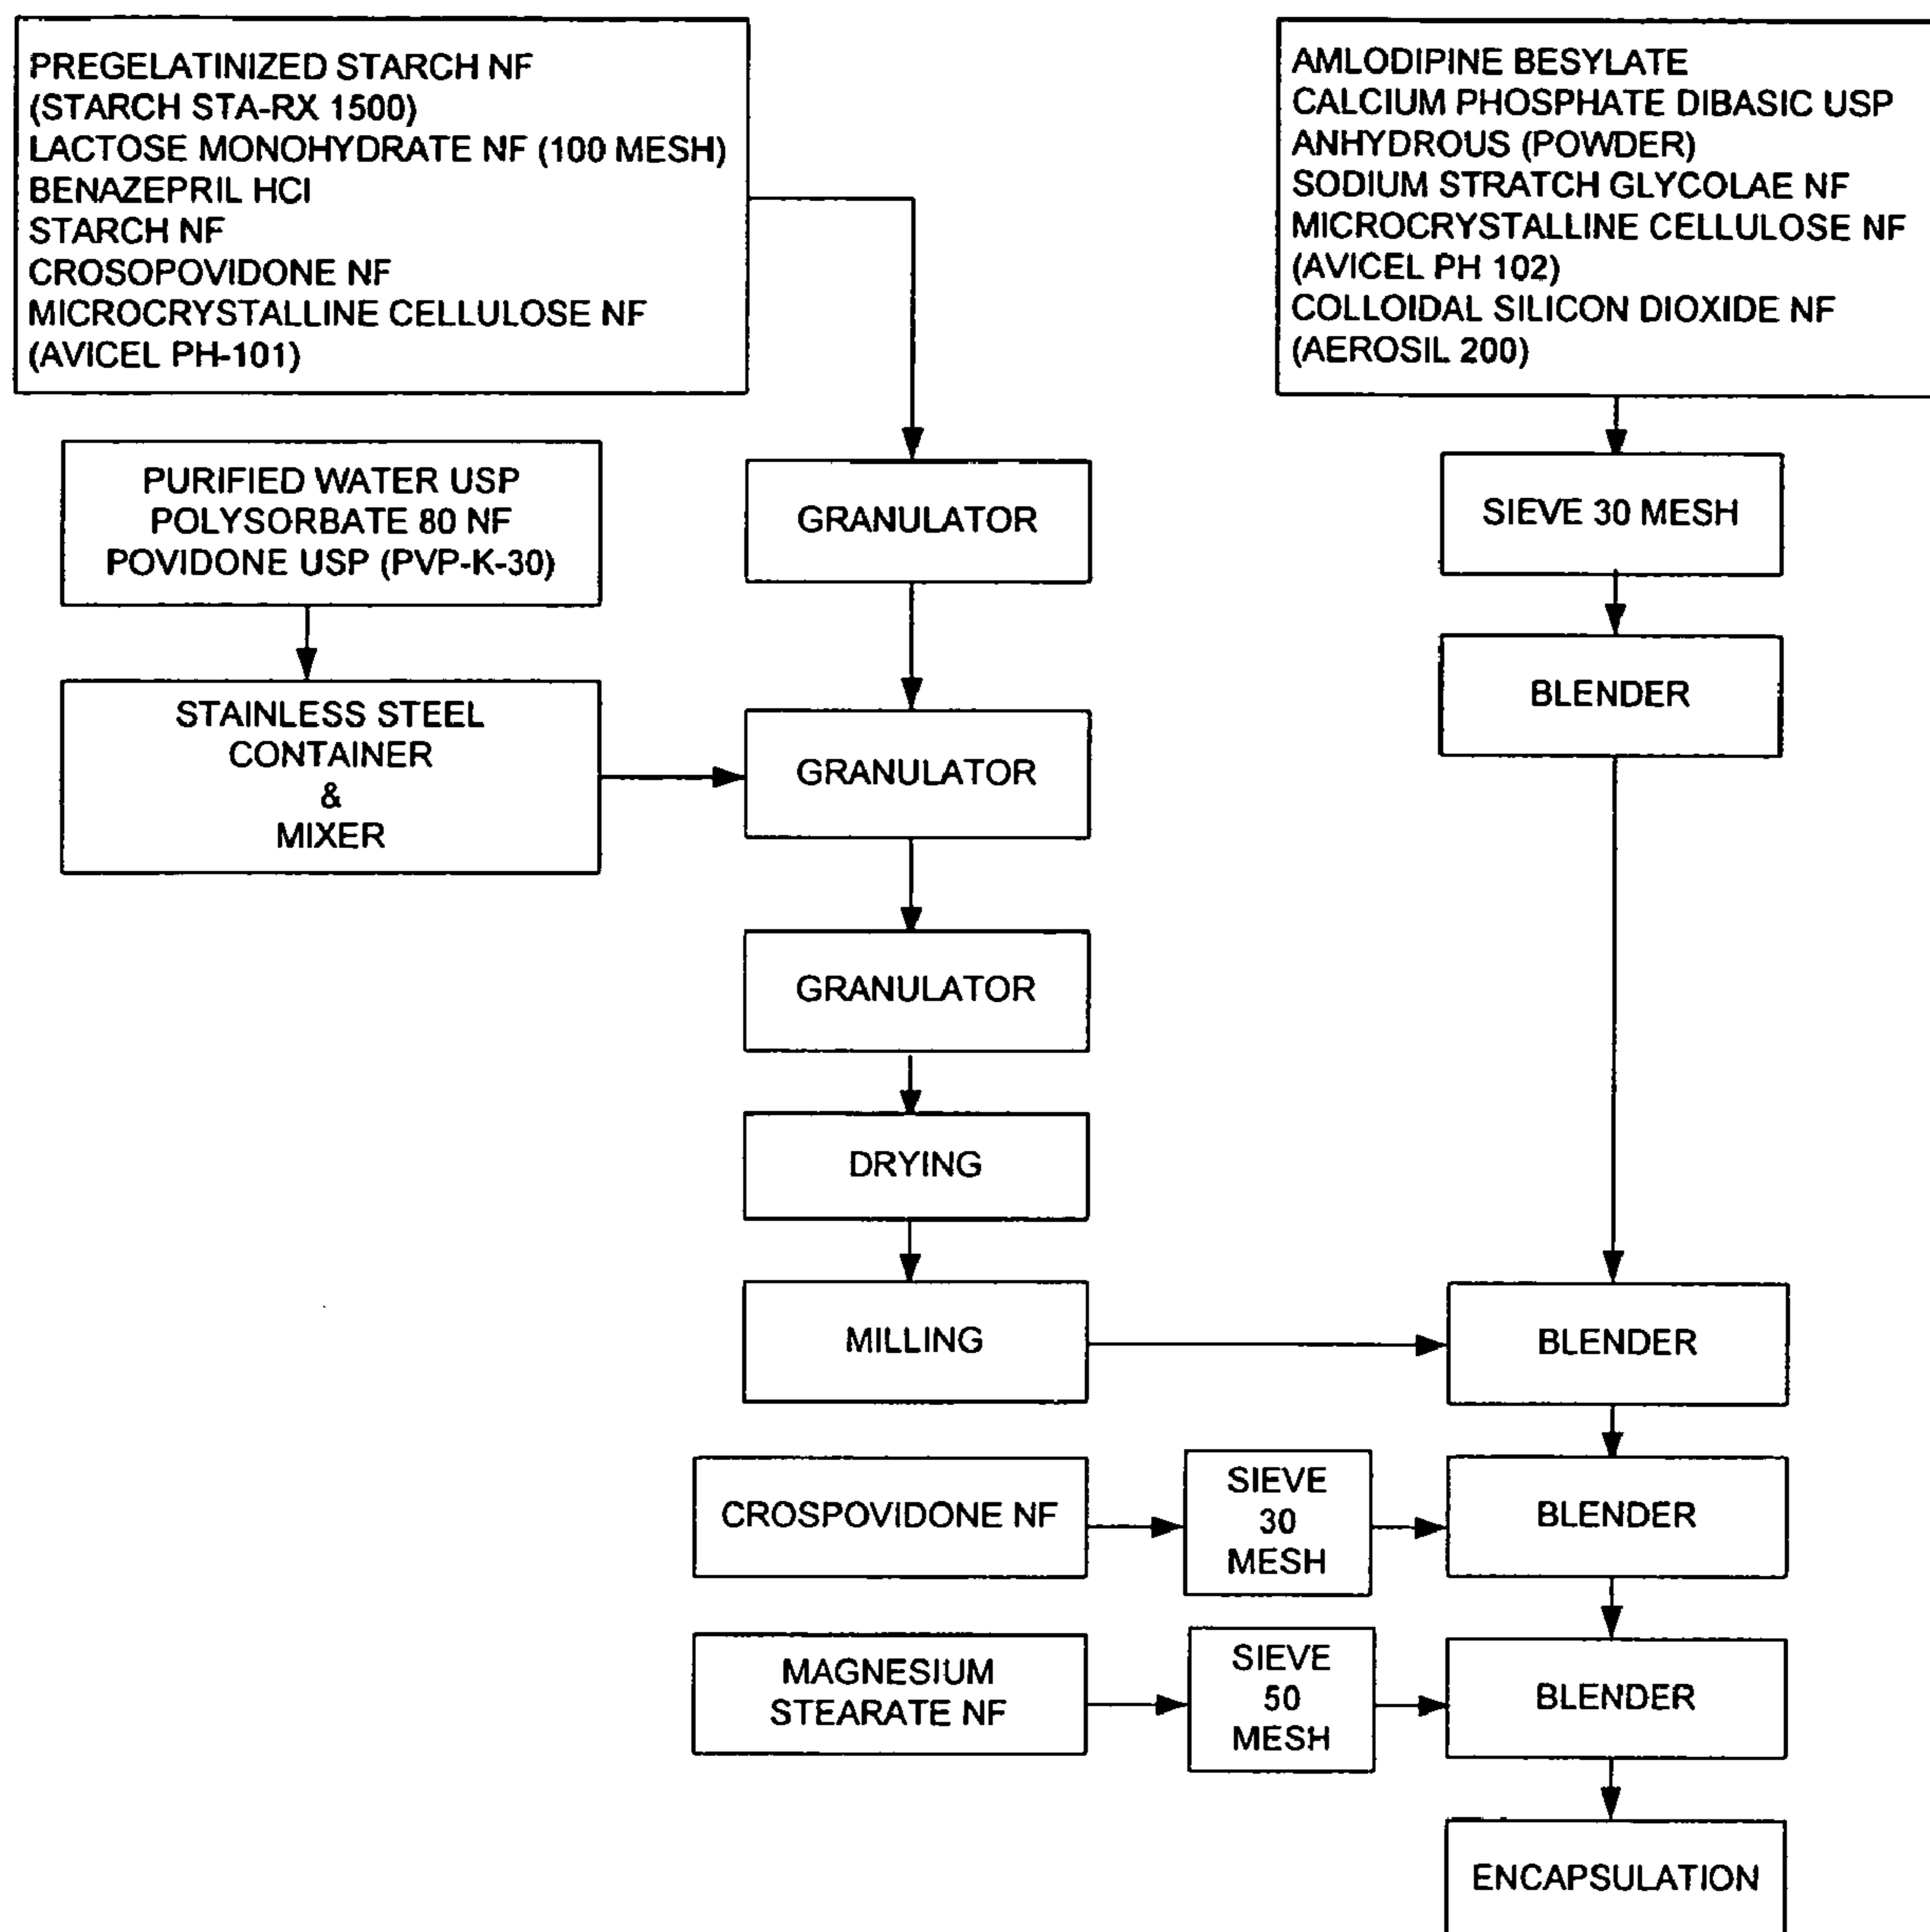 PREGELATINIZED STARCH NF
(STARCH STA-RX 1500)
LACTOSE MONOHYDRATE NF (100 MESH)
BENAZEPRIL HCI
STARCH NF
CROSOPOVIDONE NF
MICROCRYSTALLINE CELLULOSE NF
(AVICEL PH-101)
AMLODIPINE BESYLATE
CALCIUM PHOSPHATE DIBASIC USP
ANHYDROUS (POWDER)
SODIUM STRATCH GLYCOLAE NF
MICROCRYSTALLINE CELLULOSE NF
(AVICEL PH 102)
COLLOIDAL SILICON DIOXIDE NF
(AEROSIL 200)
PURIFIED WATER USP
POLYSORBATE 80 NF
POVIDONE USP (PVP-K-30)
GRANULATOR
SIEVE 30 MESH
STAINLESS STEEL
CONTAINER
&
MIXER
GRANULATOR
BLENDER
GRANULATOR
DRYING
MILLING
BLENDER
CROSPOVIDONE NF
SIEVE
30
MESH
BLENDER
MAGNESIUM
STEARATE NF
SIEVE
50
MESH
BLENDER
ENCAPSULATION